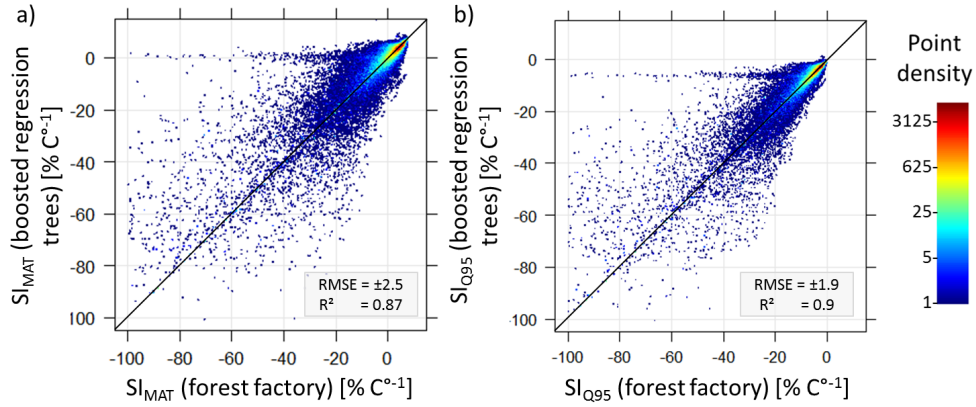 a)
SI_MAT (boosted regression
trees) [% C°⁻¹]
0
-20
-40
-60
-80
100
RMSE = ±2.5
R² = 0.87
-100 -80 -60 -40 -20 0
SI_MAT (forest factory) [% C°⁻¹]
b)
SI_Q95 (boosted regression
trees) [% C°⁻¹]
0
-20
-40
-60
-80
-100
RMSE = ±1.9
R² = 0.9
-100 -80 -60 -40 -20 0
SI_Q95 (forest factory) [% C°⁻¹]
Point
density
3125
625
25
5
1